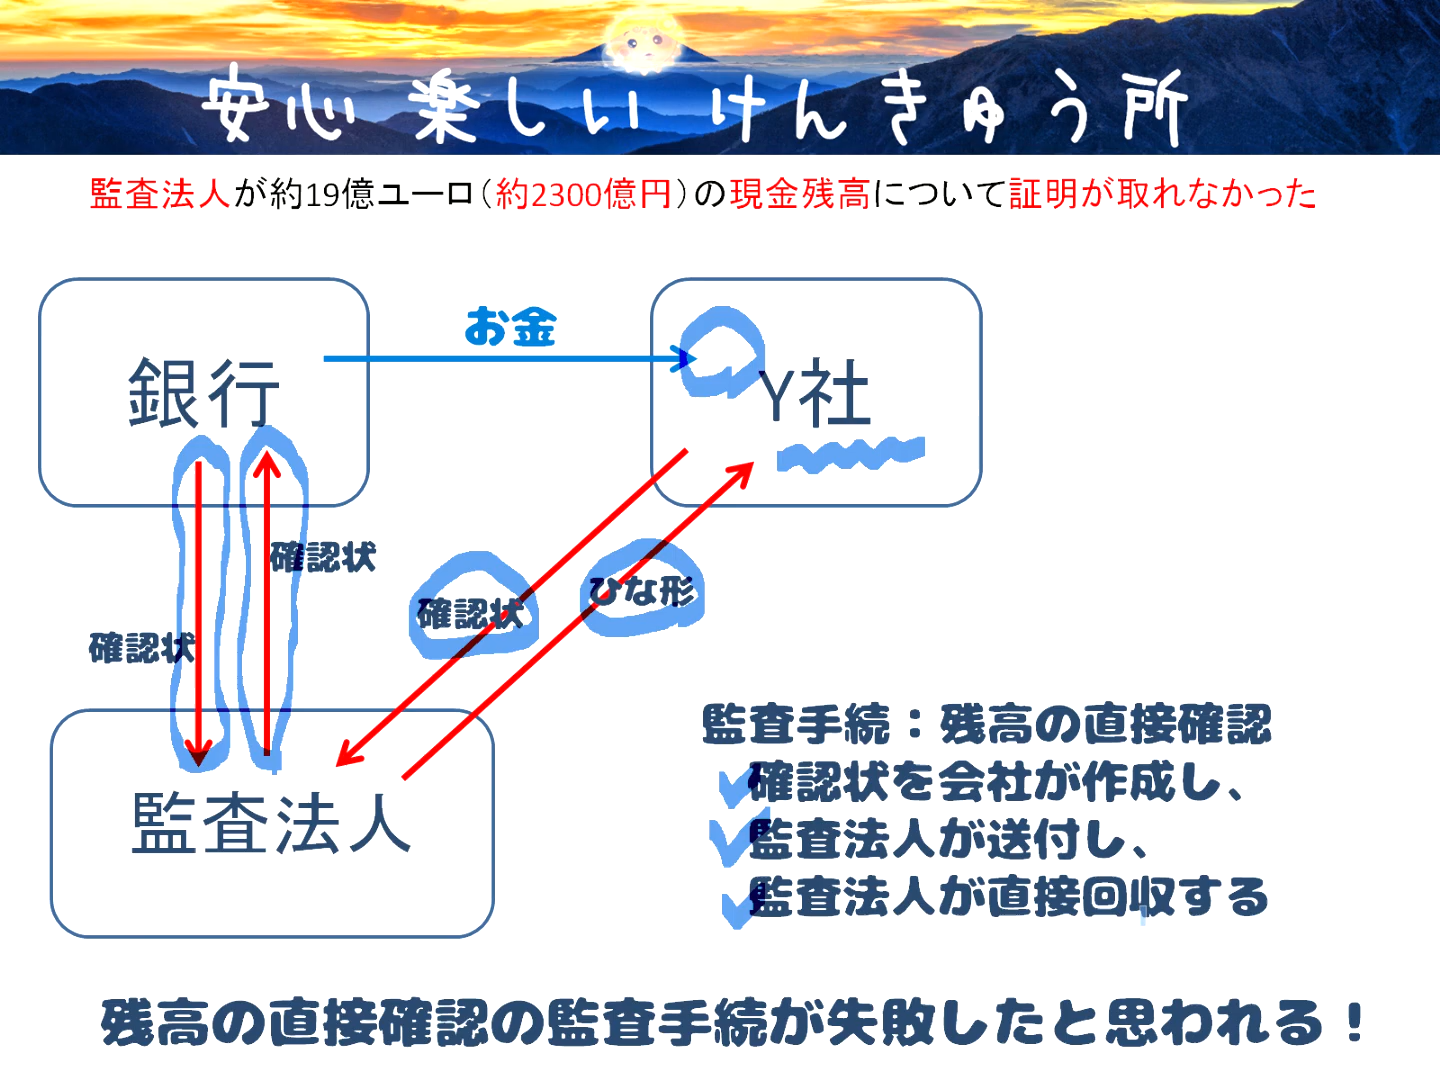 安心 楽しい けんきゅう所
監査法人が約19億ユーロ（約2300億円）の現金残高について証明が取れなかった
お金
銀行
Y社
確認状
確認状
ひな形
確認状
監査法人
監査手続：残高の直接確認
確認状を会社が作成し、
監査法人が送付し、
監査法人が直接回収する
残高の直接確認の監査手続が失敗したと思われる！